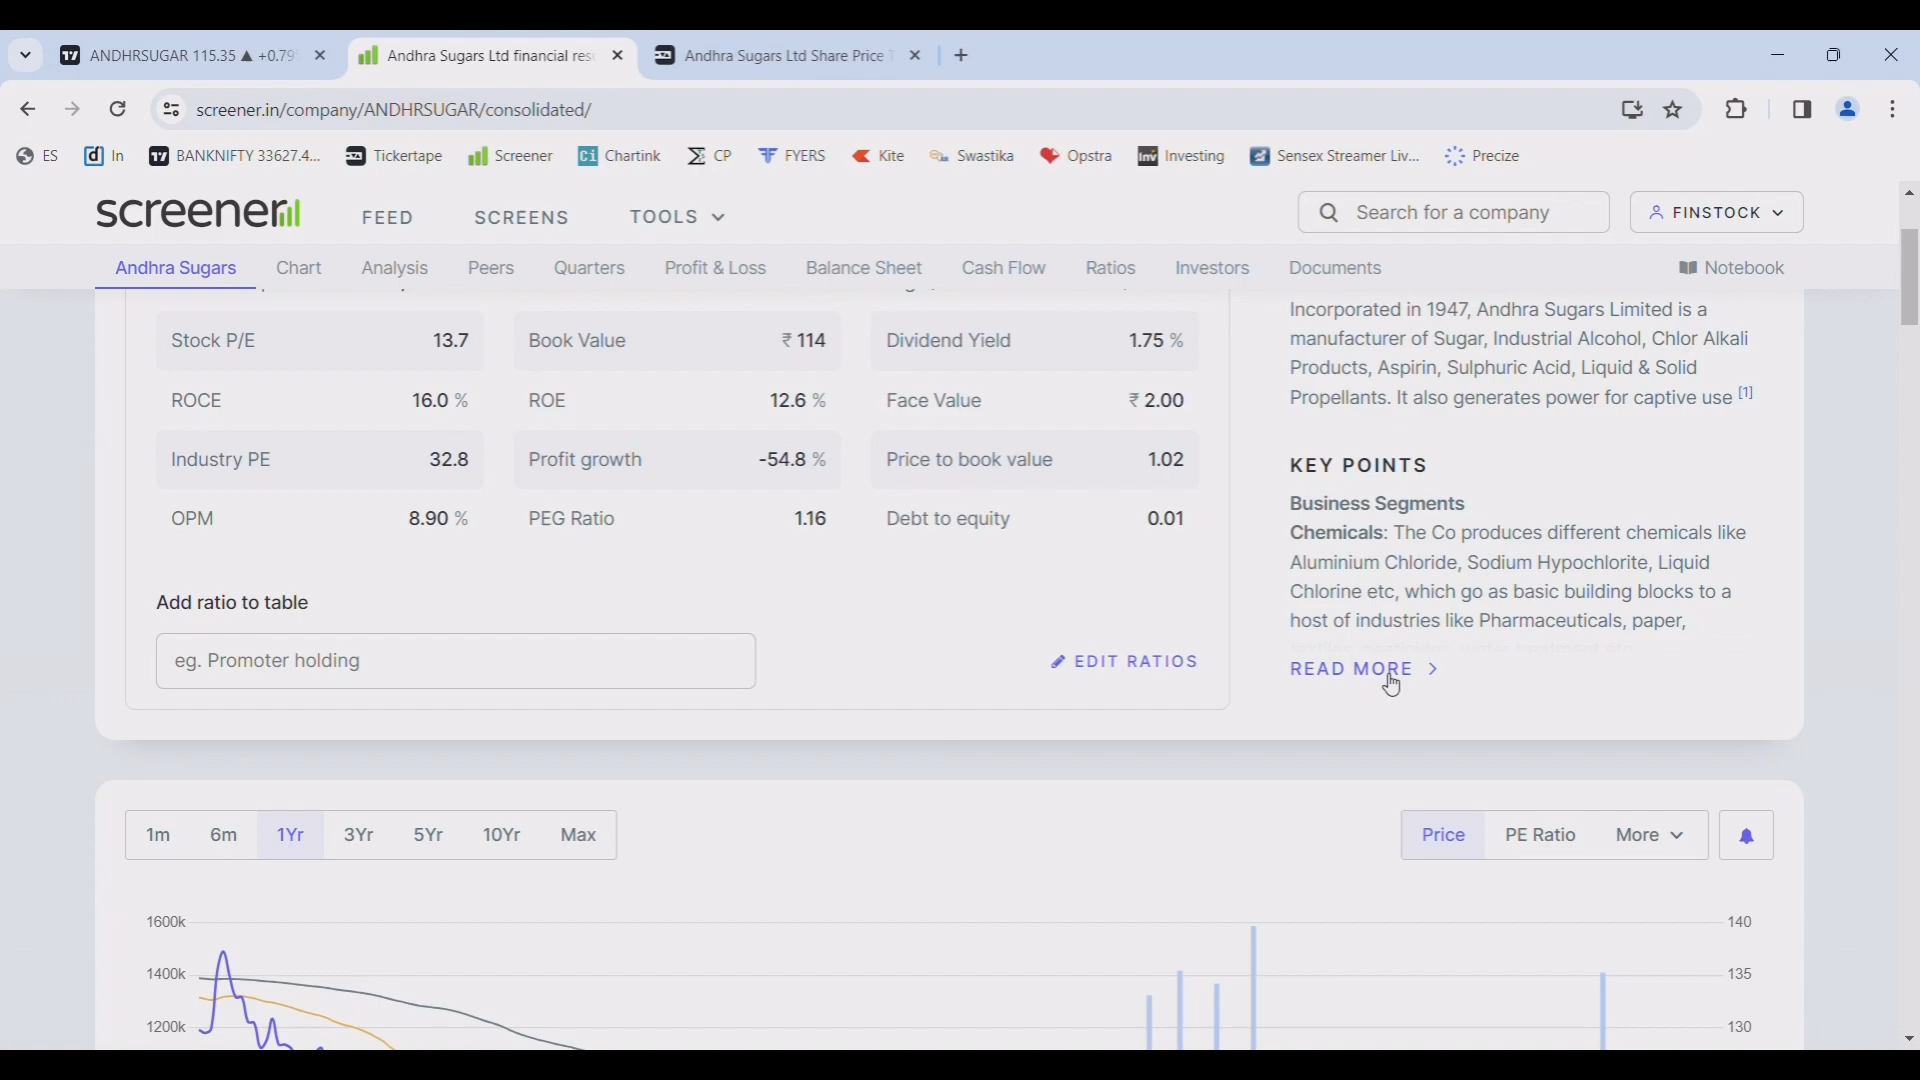 ANDHRSUGAR 115.35 ▲ +0.79
Andhra Sugars Ltd financial res
Andhra Sugars Ltd Share Price
screener.in/company/ANDHRSUGAR/consolidated/
ES
In
BANKNIFTY 33627.4...
Tickertape
Screener
Chartink
CP
FYERS
Kite
Swastika
Opstra
Investing
Sensex Streamer Liv...
Precize
screener
FEED
SCREENS
TOOLS
Search for a company
FINSTOCK
Andhra Sugars
Chart
Analysis
Peers
Quarters
Profit & Loss
Balance Sheet
Cash Flow
Ratios
Investors
Documents
Notebook
Stock P/E 13.7
Book Value ₹ 114
Dividend Yield 1.75 %
ROCE 16.0 %
ROE 12.6 %
Face Value ₹ 2.00
Industry PE 32.8
Profit growth -54.8 %
Price to book value 1.02
OPM 8.90 %
PEG Ratio 1.16
Debt to equity 0.01
Add ratio to table
eg. Promoter holding
EDIT RATIOS
Incorporated in 1947, Andhra Sugars Limited is a
manufacturer of Sugar, Industrial Alcohol, Chlor Alkali
Products, Aspirin, Sulphuric Acid, Liquid & Solid
Propellants. It also generates power for captive use [1]
KEY POINTS
Business Segments
Chemicals: The Co produces different chemicals like
Aluminium Chloride, Sodium Hypochlorite, Liquid
Chlorine etc, which go as basic building blocks to a
host of industries like Pharmaceuticals, paper,
READ MORE
1m
6m
1Yr
3Yr
5Yr
10Yr
Max
Price
PE Ratio
More
1600k
140
1400k
135
1200k
130